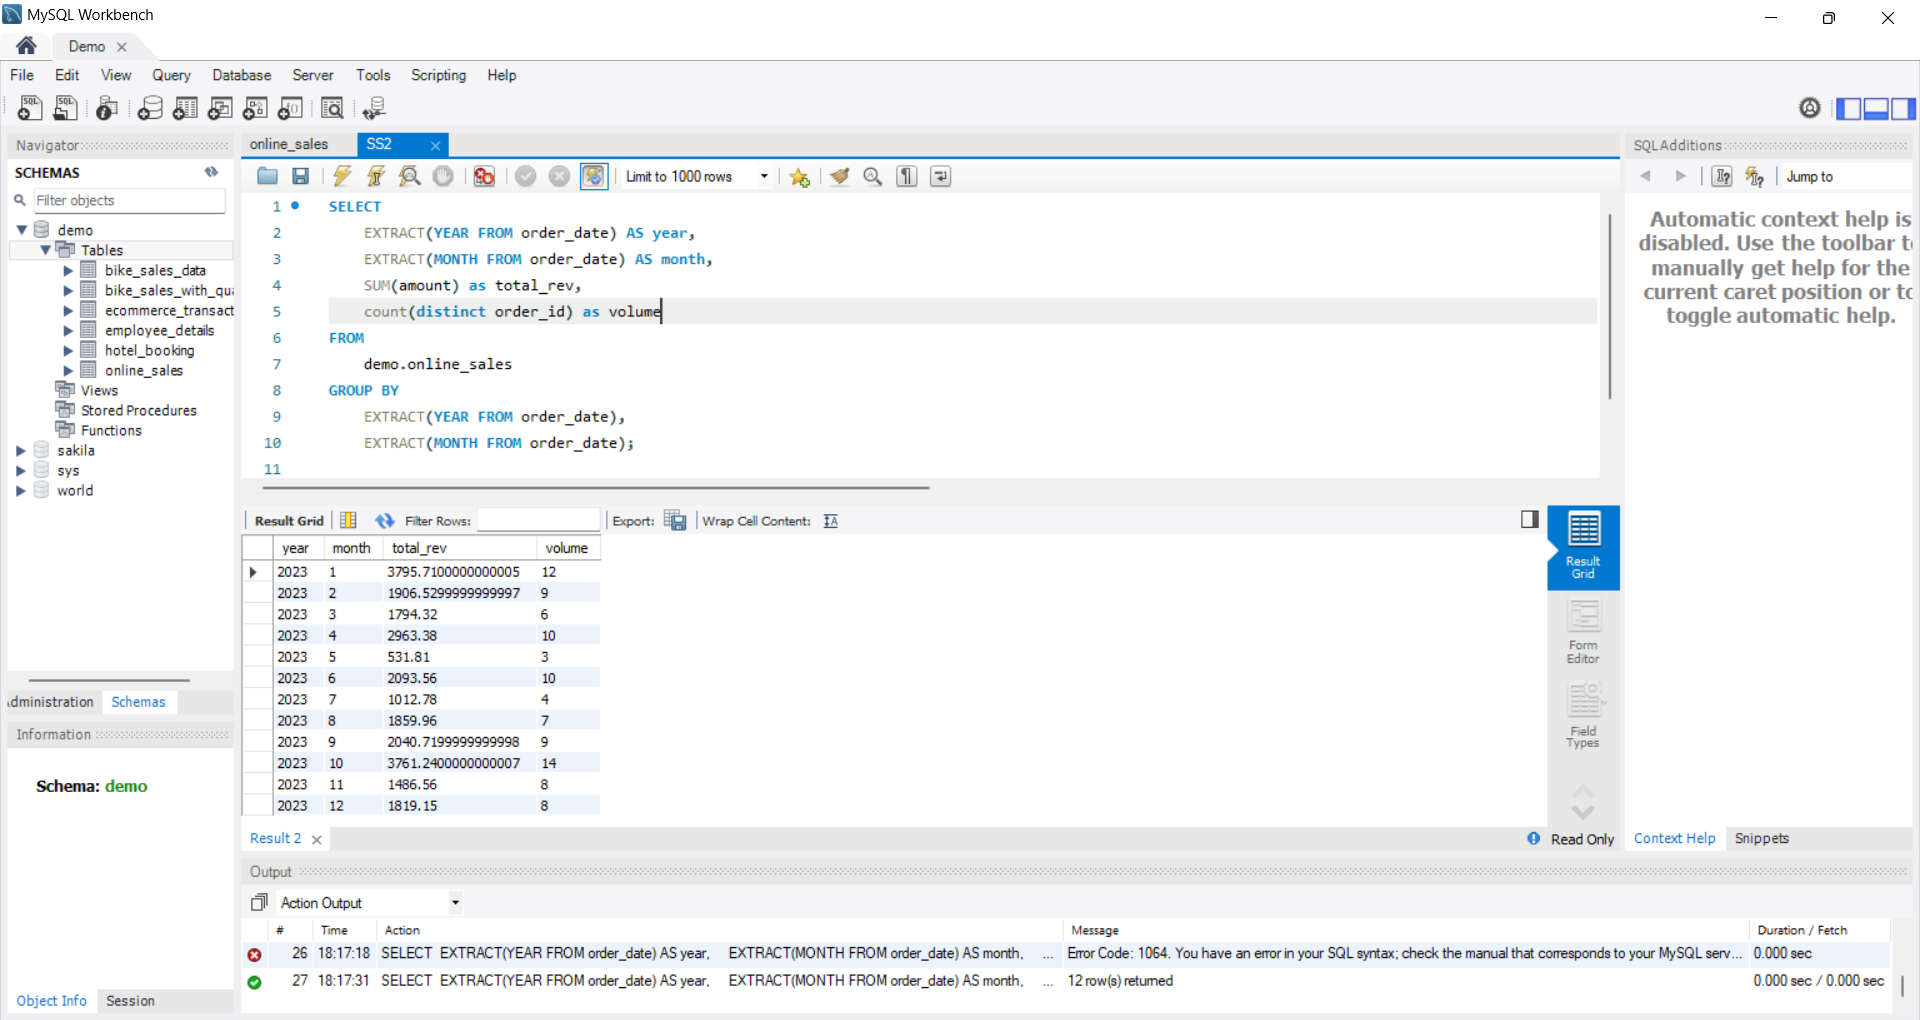 MySQL Workbench
Demo
File Edit View Query Database Server Tools Scripting Help
Navigator
SCHEMAS
Filter objects
demo
Tables
bike_sales_data
bike_sales_with_qu
ecommerce_transact
employee_details
hotel_booking
online_sales
Views
Stored Procedures
Functions
sakila
sys
world
dministration Schemas
Information
Schema: demo
Object Info Session
online_sales SS2
Limit to 1000 rows
1 SELECT
2 EXTRACT(YEAR FROM order_date) AS year,
3 EXTRACT(MONTH FROM order_date) AS month,
4 SUM(amount) as total_rev,
5 count(distinct order_id) as volume
6 FROM
7 demo.online_sales
8 GROUP BY
9 EXTRACT(YEAR FROM order_date),
10 EXTRACT(MONTH FROM order_date);
11
Result Grid Filter Rows: Export: Wrap Cell Content:
year month total_rev volume
2023 1 3795.7100000000005 12
2023 2 1906.5299999999997 9
2023 3 1794.32 6
2023 4 2963.38 10
2023 5 531.81 3
2023 6 2093.56 10
2023 7 1012.78 4
2023 8 1859.96 7
2023 9 2040.7199999999998 9
2023 10 3761.2400000000007 14
2023 11 1486.56 8
2023 12 1819.15 8
Result
Grid
Form
Editor
Field
Types
Result 2
Read Only
SQLAdditions
Jump to
Automatic context help is
disabled. Use the toolbar t
manually get help for the
current caret position or to
toggle automatic help.
Context Help Snippets
Output
Action Output
# Time Action Message Duration / Fetch
26 18:17:18 SELECT EXTRACT(YEAR FROM order_date) AS year, EXTRACT(MONTH FROM order_date) AS month, ... Error Code: 1064. You have an error in your SQL syntax; check the manual that corresponds to your MySQL serv... 0.000 sec
27 18:17:31 SELECT EXTRACT(YEAR FROM order_date) AS year, EXTRACT(MONTH FROM order_date) AS month, ... 12 row(s) returned 0.000 sec / 0.000 sec